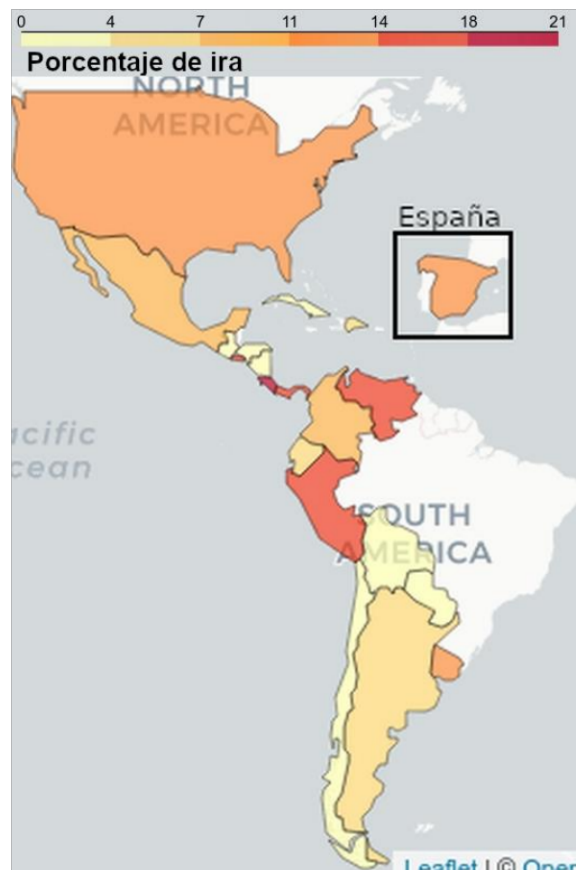 0 4 7 11 14 18 21
Porcentaje de ira
NORTH
AMERICA
España
acific
cean
SOUTH
AMERICA
Leaflet | © Oper